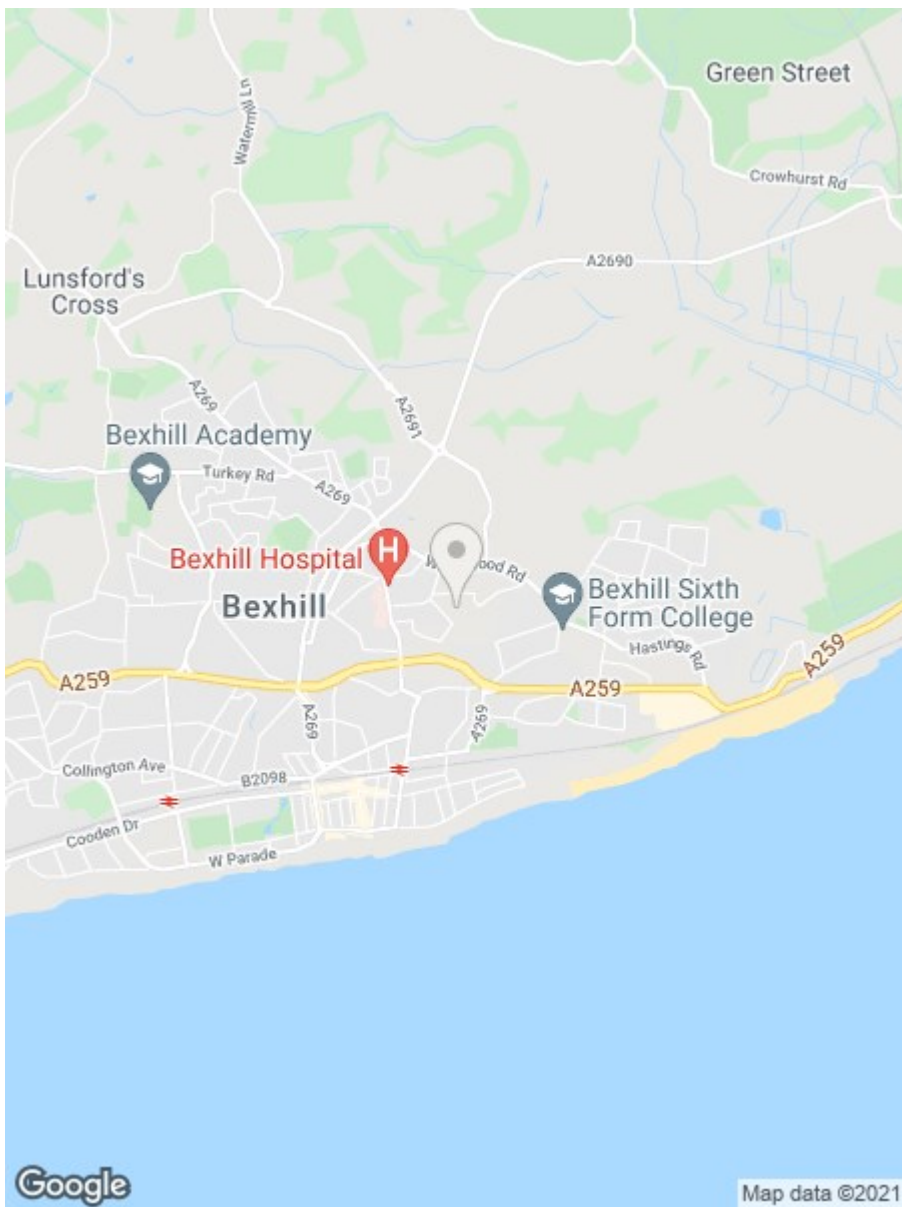 Green Street
Watermill Ln
Crowhurst Rd
A2690
Lunsford's
Cross
A269
A2691
Bexhill Academy
Turkey Rd
A269
Bexhill Hospital
H
Rd
Bexhill
Bexhill Sixth
Form College
Hastings Rd
A259
A259
A259
A269
A269
Collington Ave
B2098
Cooden Dr
W Parade
Google
Map data ©2021